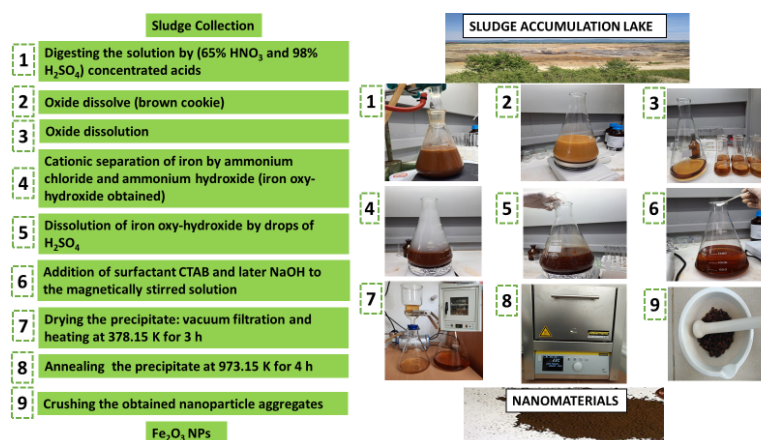 Sludge Collection
1
Digesting the solution by (65% HNO3 and 98%
H2SO4) concentrated acids
2
Oxide dissolve (brown cookie)
3
Oxide dissolution
4
Cationic separation of iron by ammonium
chloride and ammonium hydroxide (iron oxy-
hydroxide obtained)
5
Dissolution of iron oxy-hydroxide by drops of
H2SO4
6
Addition of surfactant CTAB and later NaOH to
the magnetically stirred solution
7
Drying the precipitate: vacuum filtration and
heating at 378.15 K for 3 h
8
Annealing the precipitate at 973.15 K for 4 h
9
Crushing the obtained nanoparticle aggregates
Fe2O3 NPs
SLUDGE ACCUMULATION LAKE
1
2
3
4
5
6
7
8
9
NANOMATERIALS